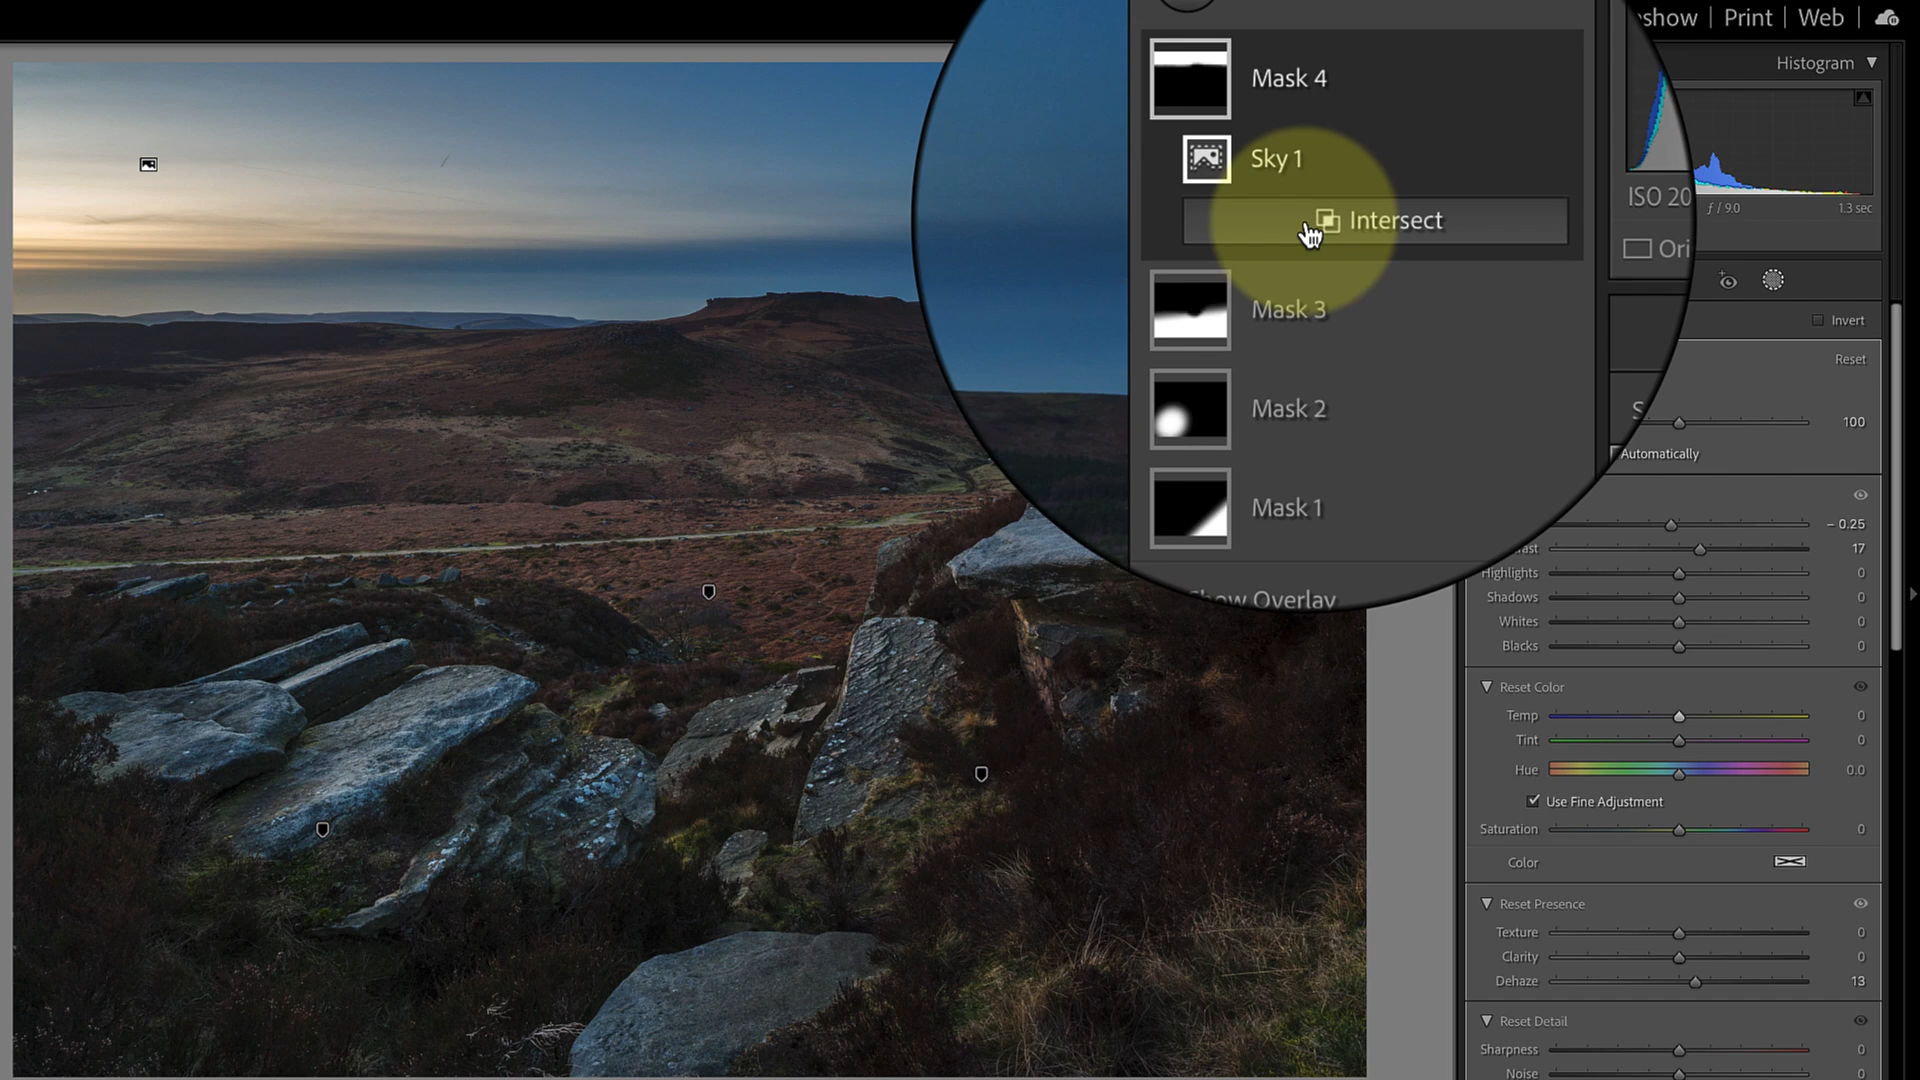 Print | Web
Histogram
Mask 4
Sky 1
Intersect
Mask 3
Mask 2
Mask 1
Show Overlay
ISO 20
f / 9.0
1.3 sec
Invert
Reset
100
Automatically
– 0.25
17
Highlights 0
Shadows 0
Whites 0
Blacks 0
Reset Color
Temp 0
Tint 0
Hue 0.0
Use Fine Adjustment
Saturation 0
Color
Reset Presence
Texture 0
Clarity 0
Dehaze 13
Reset Detail
Sharpness 0
Noise 0